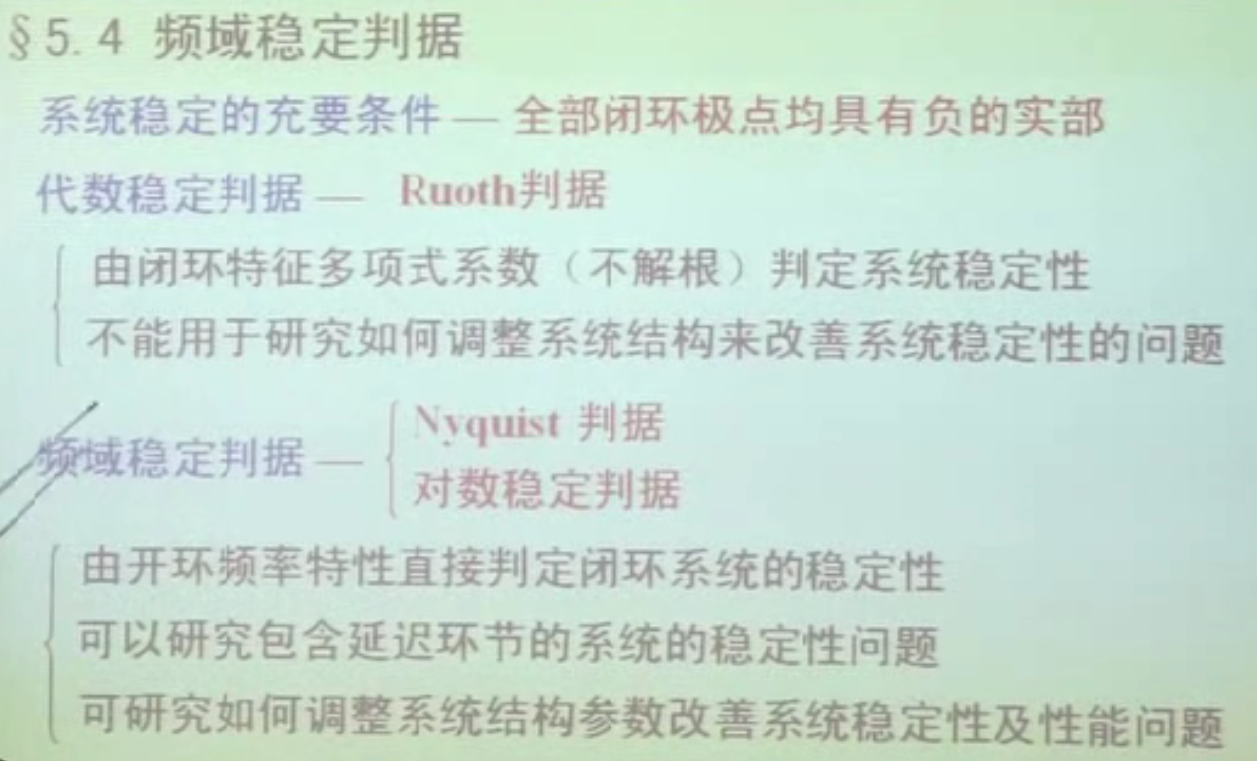 §5.4 频域稳定判据
系统稳定的充要条件 — 全部闭环极点均具有负的实部
代数稳定判据 — Ruoth判据
由闭环特征多项式系数（不解根）判定系统稳定性
不能用于研究如何调整系统结构来改善系统稳定性的问题
频域稳定判据 —
Nyquist 判据
对数稳定判据
由开环频率特性直接判定闭环系统的稳定性
可以研究包含延迟环节的系统的稳定性问题
可研究如何调整系统结构参数改善系统稳定性及性能问题